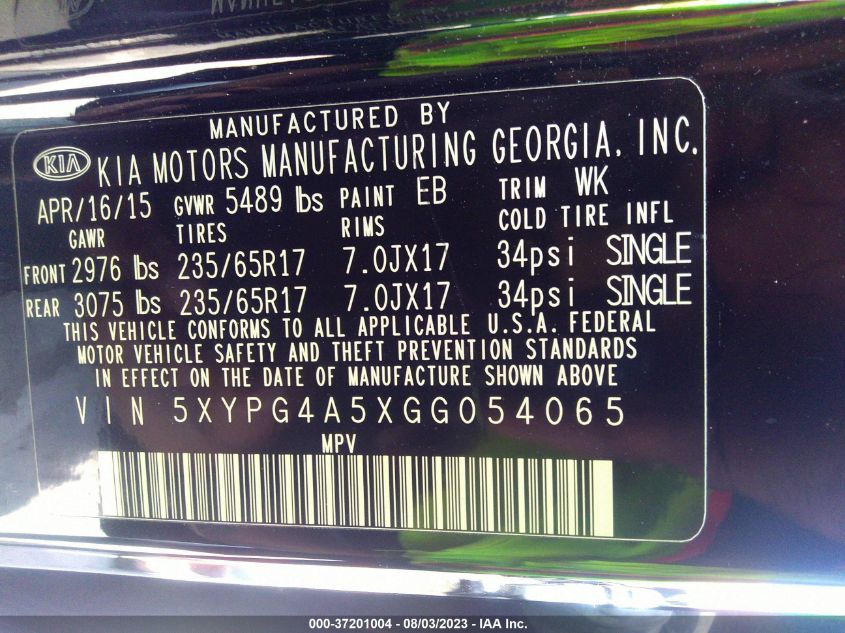 MANUFACTURED BY
KIA KIA MOTORS MANUFACTURING GEORGIA, INC.
APR/16/15 GVWR 5489 lbs PAINT EB TRIM WK
GAWR TIRES RIMS COLD TIRE INFL
FRONT 2976 lbs 235/65R17 7.0JX17 34psi SINGLE
REAR 3075 lbs 235/65R17 7.0JX17 34psi SINGLE
THIS VEHICLE CONFORMS TO ALL APPLICABLE U.S.A. FEDERAL
MOTOR VEHICLE SAFETY AND THEFT PREVENTION STANDARDS
IN EFFECT ON THE DATE OF MANUFACTURE SHOWN ABOVE
VIN 5XYPG4A5XGG054065
MPV
000-37201004 - 08/03/2023 - IAA Inc.